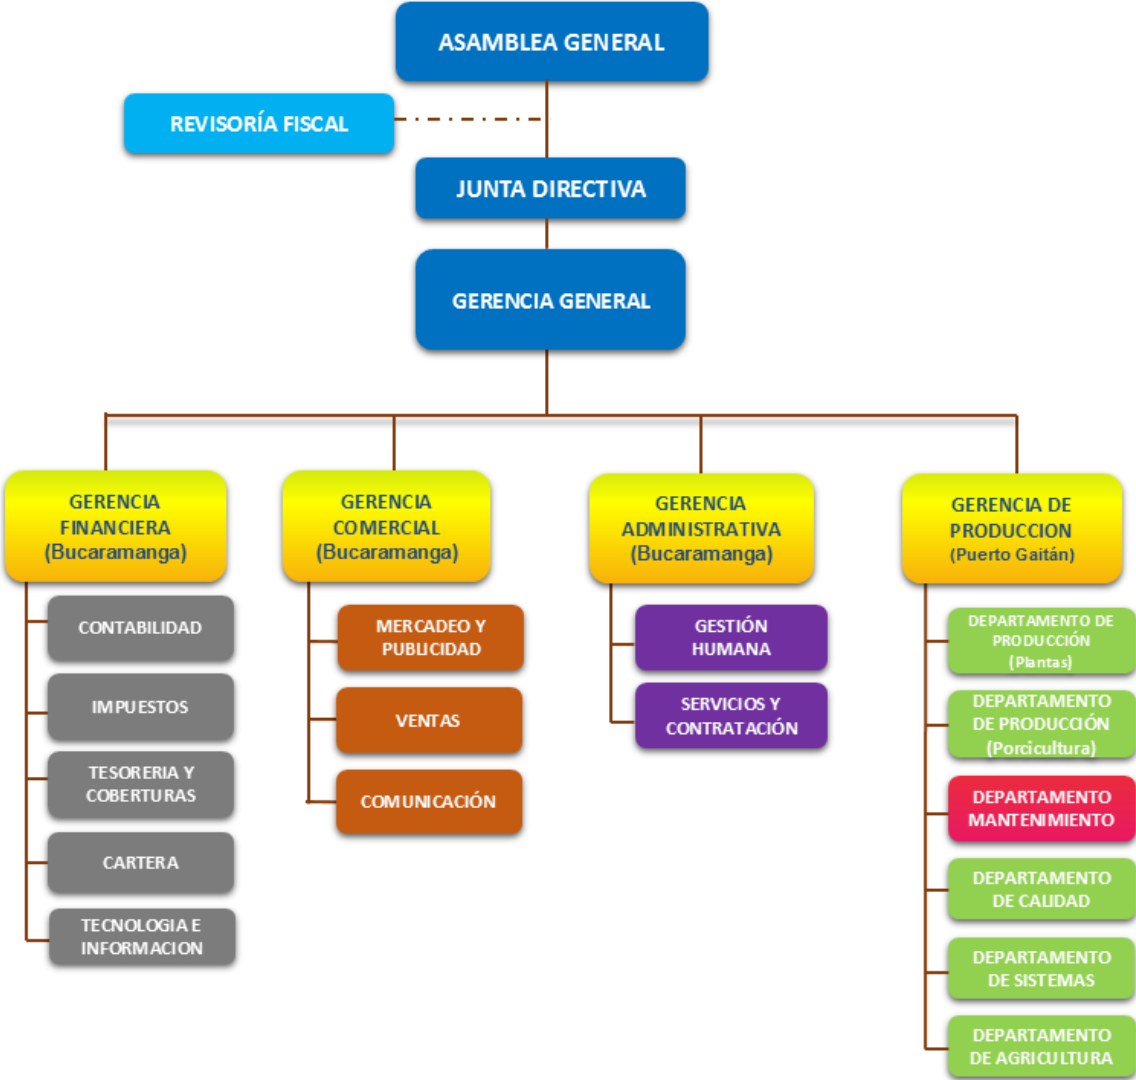 ASAMBLEA GENERAL
REVISORÍA FISCAL
JUNTA DIRECTIVA
GERENCIA GENERAL
GERENCIA
FINANCIERA
(Bucaramanga)
CONTABILIDAD
IMPUESTOS
TESORERIA Y
COBERTURAS
CARTERA
TECNOLOGIA E
INFORMACION
GERENCIA
COMERCIAL
(Bucaramanga)
MERCADEO Y
PUBLICIDAD
VENTAS
COMUNICACIÓN
GERENCIA
ADMINISTRATIVA
(Bucaramanga)
GESTIÓN
HUMANA
SERVICIOS Y
CONTRATACIÓN
GERENCIA DE
PRODUCCION
(Puerto Gaitán)
DEPARTAMENTO DE
PRODUCCIÓN
(Plantas)
DEPARTAMENTO
DE PRODUCCIÓN
(Porcicultura)
DEPARTAMENTO
MANTENIMIENTO
DEPARTAMENTO
DE CALIDAD
DEPARTAMENTO
DE SISTEMAS
DEPARTAMENTO
DE AGRICULTURA